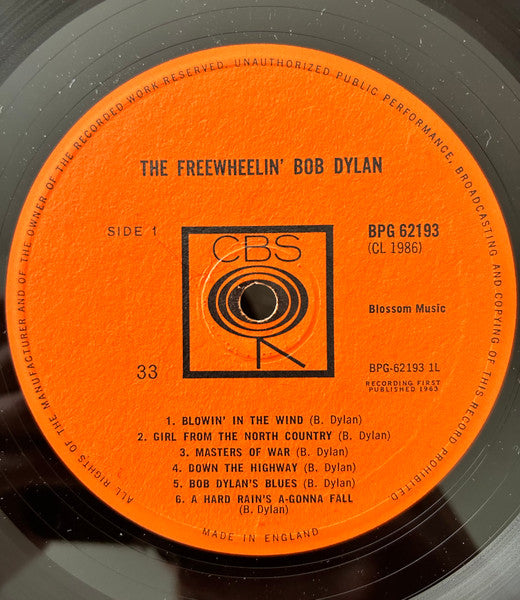 ALL RIGHTS OF THE MANUFACTURER AND OF THE OWNER OF THE RECORDED WORK RESERVED. UNAUTHORIZED PUBLIC PERFORMANCE, BROADCASTING AND COPYING OF THIS RECORD PROHIBITED
THE FREEWHEELIN' BOB DYLAN
SIDE 1
CBS
BPG 62193
(CL 1986)
Blossom Music
33
BPG-62193 1L
RECORDING FIRST
PUBLISHED 1963
1. BLOWIN' IN THE WIND (B. Dylan)
2. GIRL FROM THE NORTH COUNTRY (B. Dylan)
3. MASTERS OF WAR (B. Dylan)
4. DOWN THE HIGHWAY (B. Dylan)
5. BOB DYLAN'S BLUES (B. Dylan)
6. A HARD RAIN'S A-GONNA FALL
(B. Dylan)
MADE IN ENGLAND